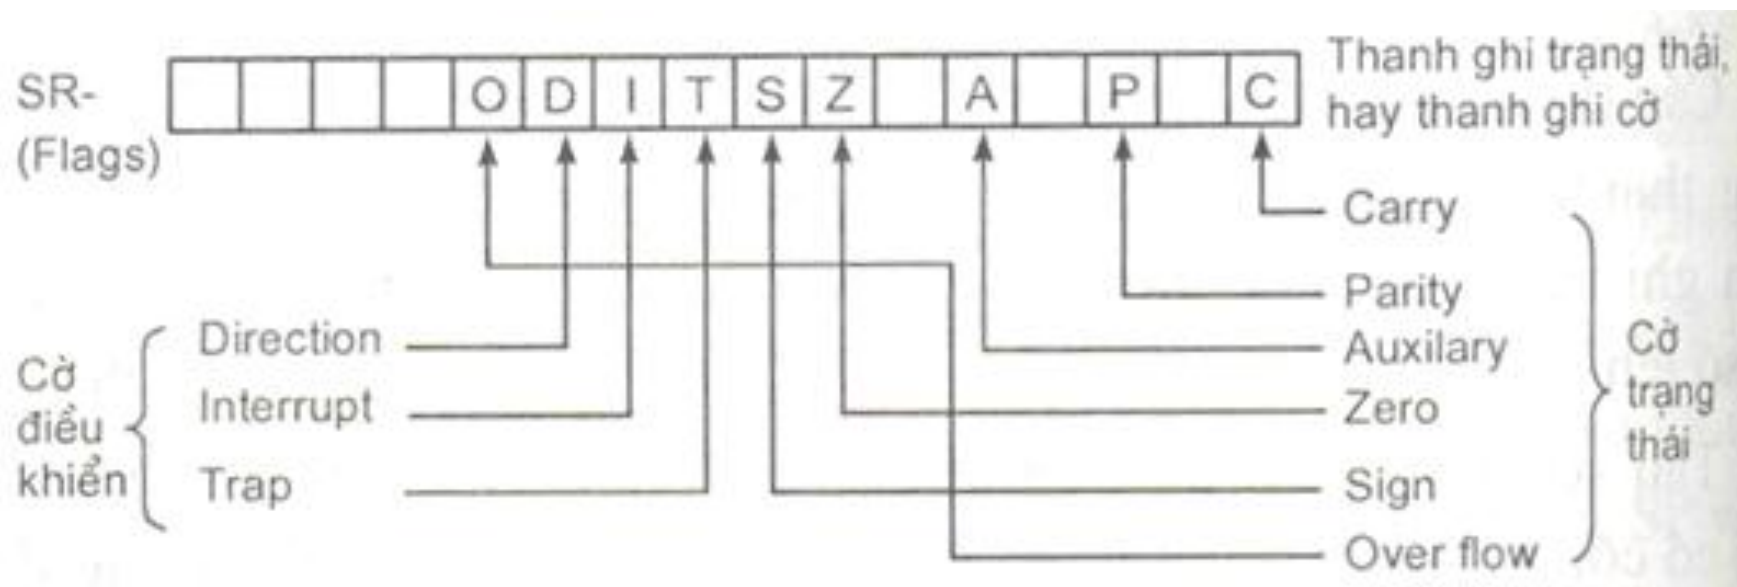 SR-
(Flags)
O D I T S Z A P C
Thanh ghi trạng thái,
hay thanh ghi cờ
Carry
Parity
Auxilary
Zero
Sign
Over flow
Cờ
trạng
thái
Direction
Interrupt
Trap
Cờ
điều
khiển